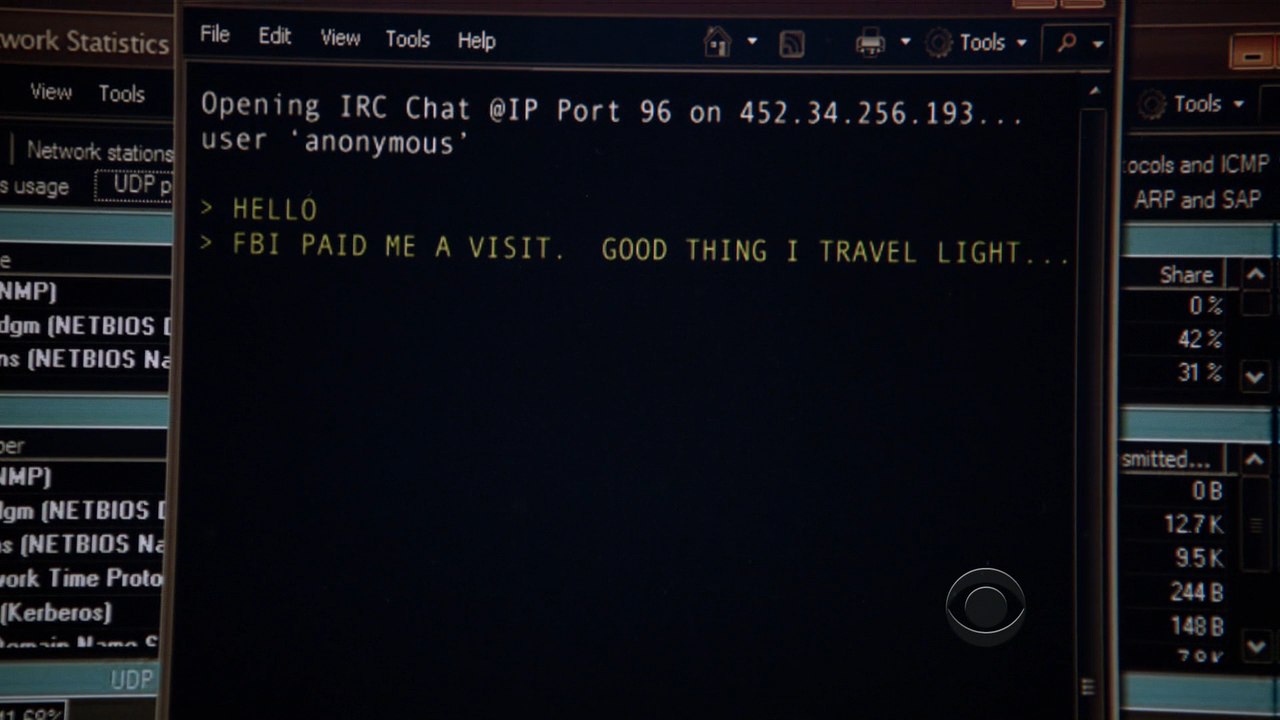 work Statistics
View Tools
Network stations
s usage UDP p
e
NMP)
dgm (NETBIOS D
ns (NETBIOS Na
ber
NMP)
dgm (NETBIOS D
ns (NETBIOS Na
work Time Proto
(Kerberos)
omain Name S
UDP
File Edit View Tools Help Tools
Opening IRC Chat @IP Port 96 on 452.34.256.193...
user ‘anonymous’
> HELLO
> FBI PAID ME A VISIT. GOOD THING I TRAVEL LIGHT...
Tools
ocols and ICMP
ARP and SAP
Share
0 %
42 %
31 %
smitted...
0 B
12.7 K
9.5 K
244 B
148 B